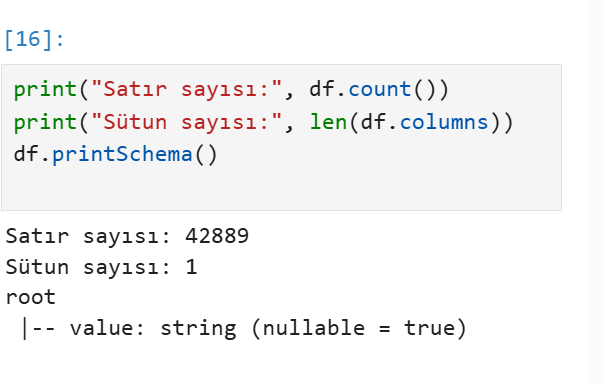 [16]:
print("Satır sayısı:", df.count())
print("Sütun sayısı:", len(df.columns))
df.printSchema()
Satır sayısı: 42889
Sütun sayısı: 1
root
 |-- value: string (nullable = true)